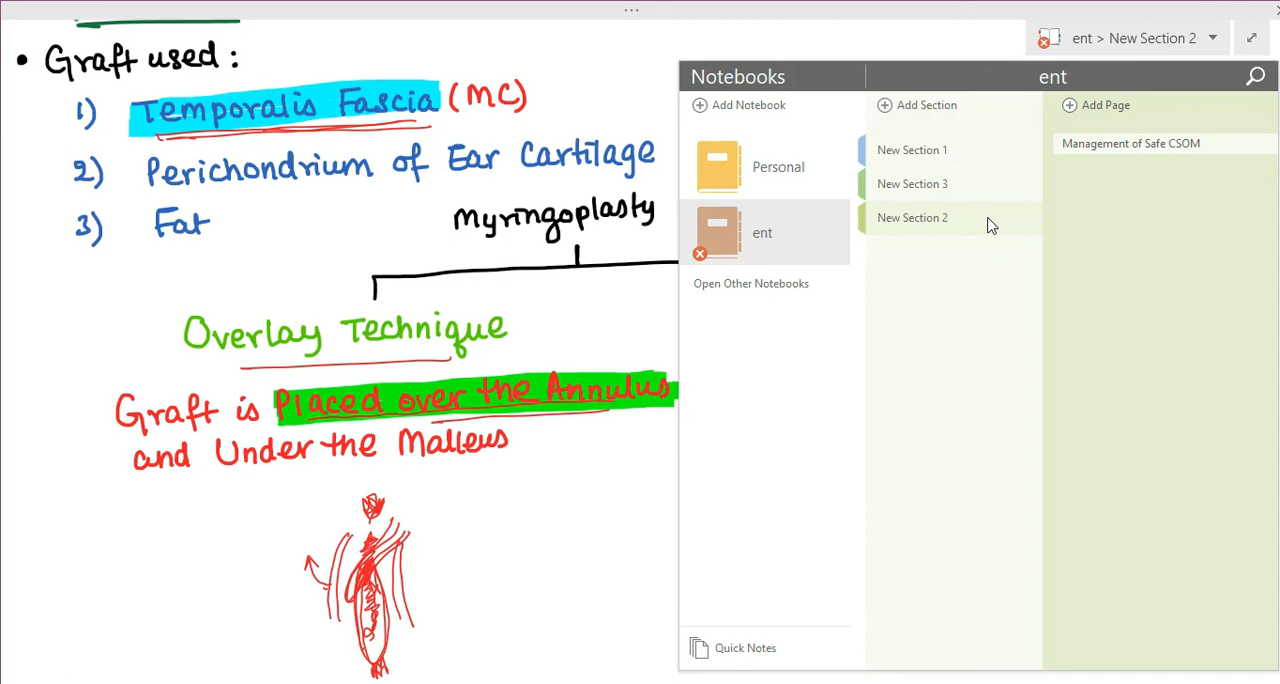 ...
ent > New Section 2
• Graft used :
1) Temporalis Fascia (MC)
2) Perichondrium of Ear Cartilage
3) Fat
Myringoplasty
Overlay Technique
Graft is Placed over the Annulus
and Under the Malleus
Notebooks
ent
Add Notebook
Add Section
Add Page
Personal
ent
Open Other Notebooks
New Section 1
New Section 3
New Section 2
Management of Safe CSOM
Quick Notes